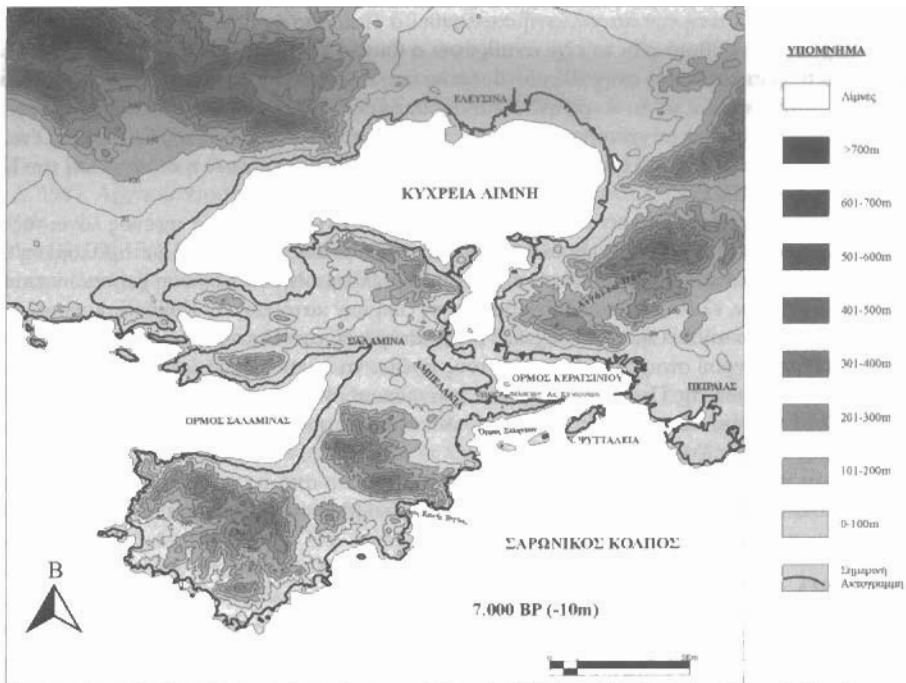 ΥΠΟΜΝΗΜΑ
Λίμνες
>700m
601-700m
501-600m
401-500m
301-400m
201-300m
101-200m
0-100m
Σημερινή
Ακτογραμμη
ΕΛΕΥΣΙΝΑ
ΚΥΧΡΕΙΑ ΛΙΜΝΗ
ΣΑΛΑΜΙΝΑ
ΑΜΠΕΛΑΚΙΑ
ΟΡΜΟΣ ΚΕΡΑΤΣΙΝΙΟΥ
ΠΕΙΡΑΙΑΣ
ΟΡΜΟΣ ΣΑΛΑΜΙΝΑΣ
Ν. ΨΥΤΤΑΛΕΙΑ
ΣΑΡΩΝΙΚΟΣ ΚΟΛΠΟΣ
Β
7.000 BP (-10m)